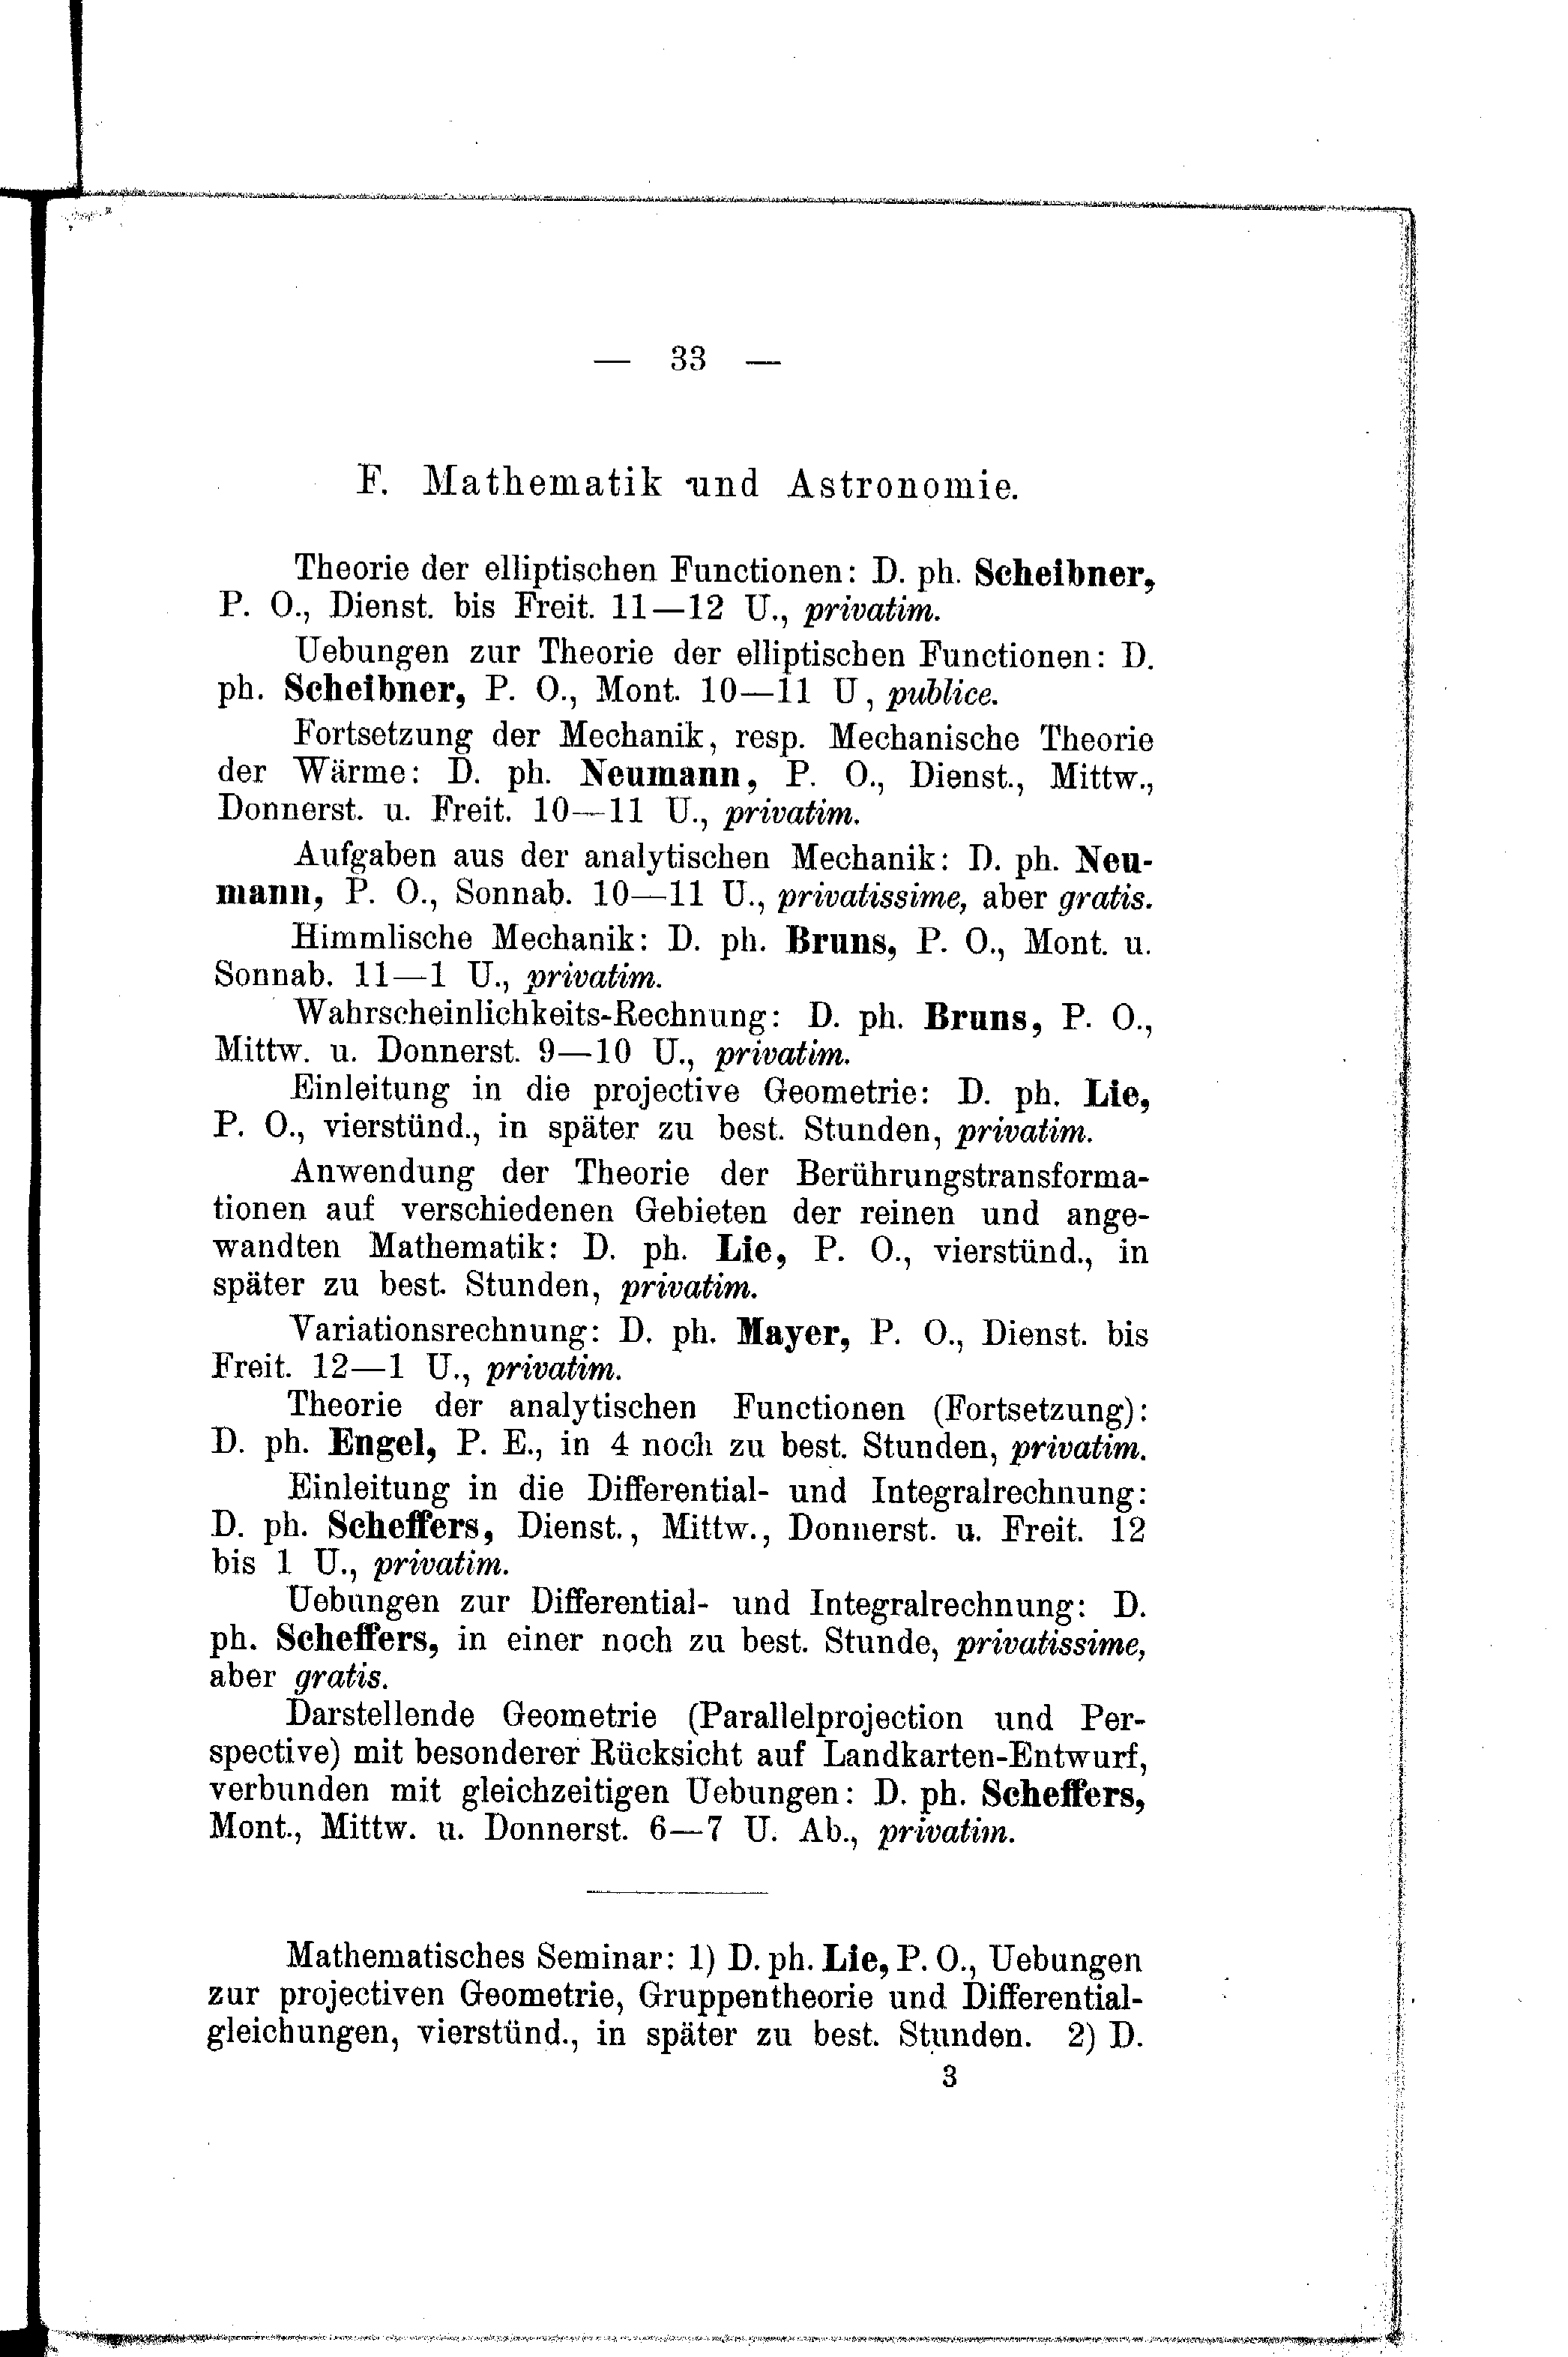 — 33 —
F. Mathematik und Astronomie.
Theorie der elliptischen Functionen: D. ph. Scheibner,
P. O., Dienst. bis Freit. 11—12 U., privatim.
Uebungen zur Theorie der elliptischen Functionen: D.
ph. Scheibner, P. O., Mont. 10—11 U, publice.
Fortsetzung der Mechanik, resp. Mechanische Theorie
der Wärme: D. ph. Neumann, P. O., Dienst., Mittw.,
Donnerst. u. Freit. 10—11 U., privatim.
Aufgaben aus der analytischen Mechanik: D. ph. Neu-
mann, P. O., Sonnab. 10—11 U., privatissime, aber gratis.
Himmlische Mechanik: D. ph. Bruns, P. O., Mont. u.
Sonnab. 11—1 U., privatim.
Wahrscheinlichkeits-Rechnung: D. ph. Bruns, P. O.,
Mittw. u. Donnerst. 9—10 U., privatim.
Einleitung in die projective Geometrie: D. ph. Lie,
P. O., vierstünd., in später zu best. Stunden, privatim.
Anwendung der Theorie der Berührungstransforma-
tionen auf verschiedenen Gebieten der reinen und ange-
wandten Mathematik: D. ph. Lie, P. O., vierstünd., in
später zu best. Stunden, privatim.
Variationsrechnung: D. ph. Mayer, P. O., Dienst. bis
Freit. 12—1 U., privatim.
Theorie der analytischen Functionen (Fortsetzung):
D. ph. Engel, P. E., in 4 noch zu best. Stunden, privatim.
Einleitung in die Differential- und Integralrechnung:
D. ph. Scheffers, Dienst., Mittw., Donnerst. u. Freit. 12
bis 1 U., privatim.
Uebungen zur Differential- und Integralrechnung: D.
ph. Scheffers, in einer noch zu best. Stunde, privatissime,
aber gratis.
Darstellende Geometrie (Parallelprojection und Per-
spective) mit besonderer Rücksicht auf Landkarten-Entwurf,
verbunden mit gleichzeitigen Uebungen: D. ph. Scheffers,
Mont., Mittw. u. Donnerst. 6—7 U. Ab., privatim.
Mathematisches Seminar: 1) D. ph. Lie, P. O., Uebungen
zur projectiven Geometrie, Gruppentheorie und Differential-
gleichungen, vierstünd., in später zu best. Stunden. 2) D.
3